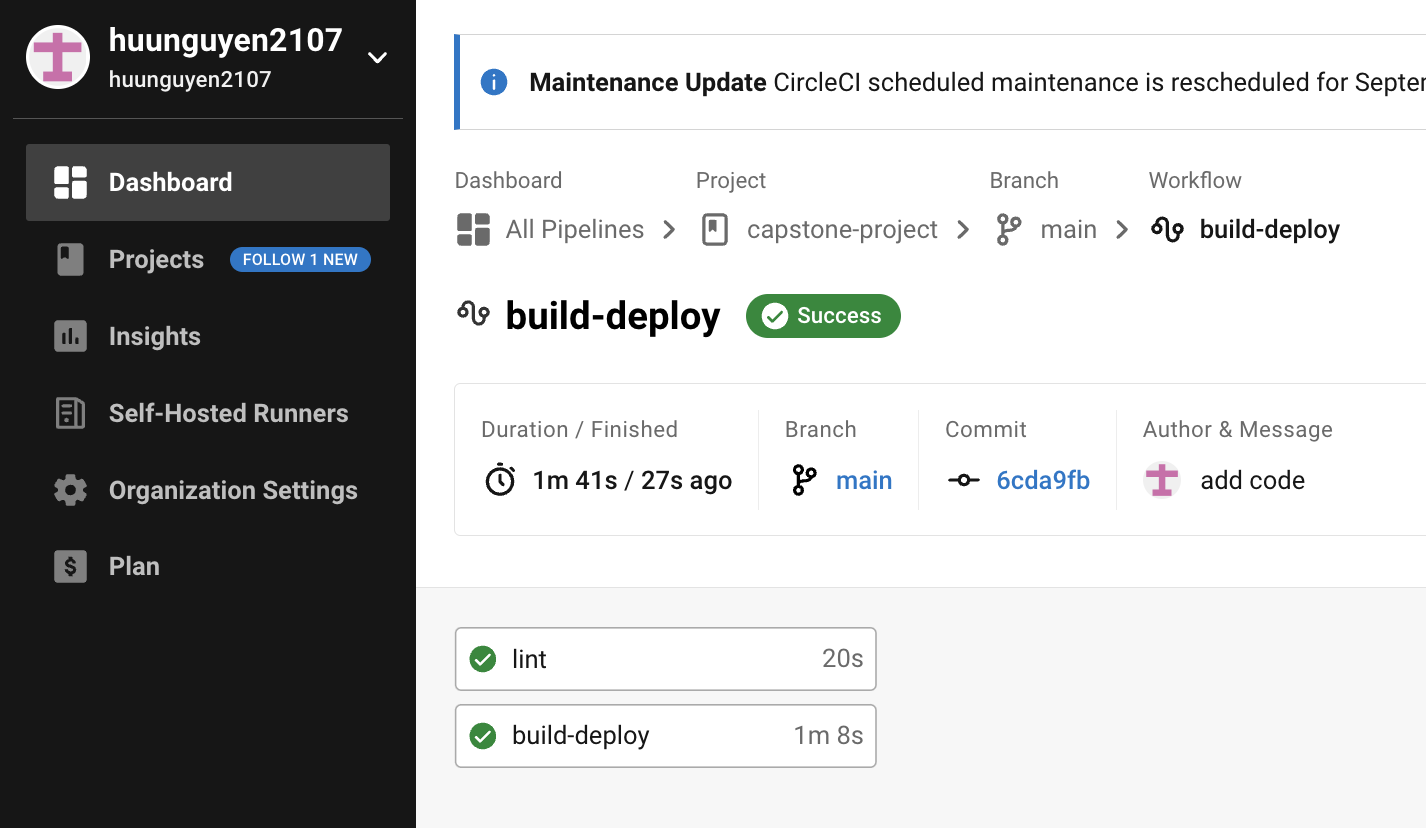 huunguyen2107
huunguyen2107
Dashboard
Projects FOLLOW 1 NEW
Insights
Self-Hosted Runners
Organization Settings
Plan
Maintenance Update CircleCI scheduled maintenance is rescheduled for
Dashboard Project Branch Workflow
All Pipelines capstone-project main build-deploy
build-deploy Success
Duration / Finished Branch Commit Author & Message
1m 41s / 27s ago main 6cda9fb add code
lint 20s
build-deploy 1m 8s